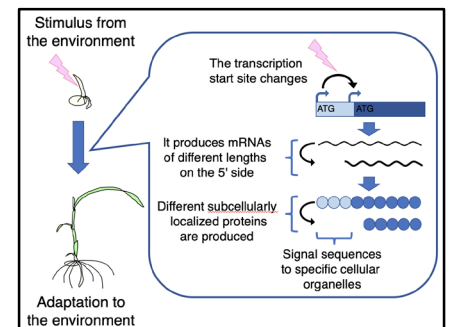 Stimulus from
the environment
The transcription
start site changes
ATG
ATG
It produces mRNAs
of different lengths
on the 5' side
Different subcellularly
localized proteins
are produced
Signal sequences
to specific cellular
organelles
Adaptation to
the environment